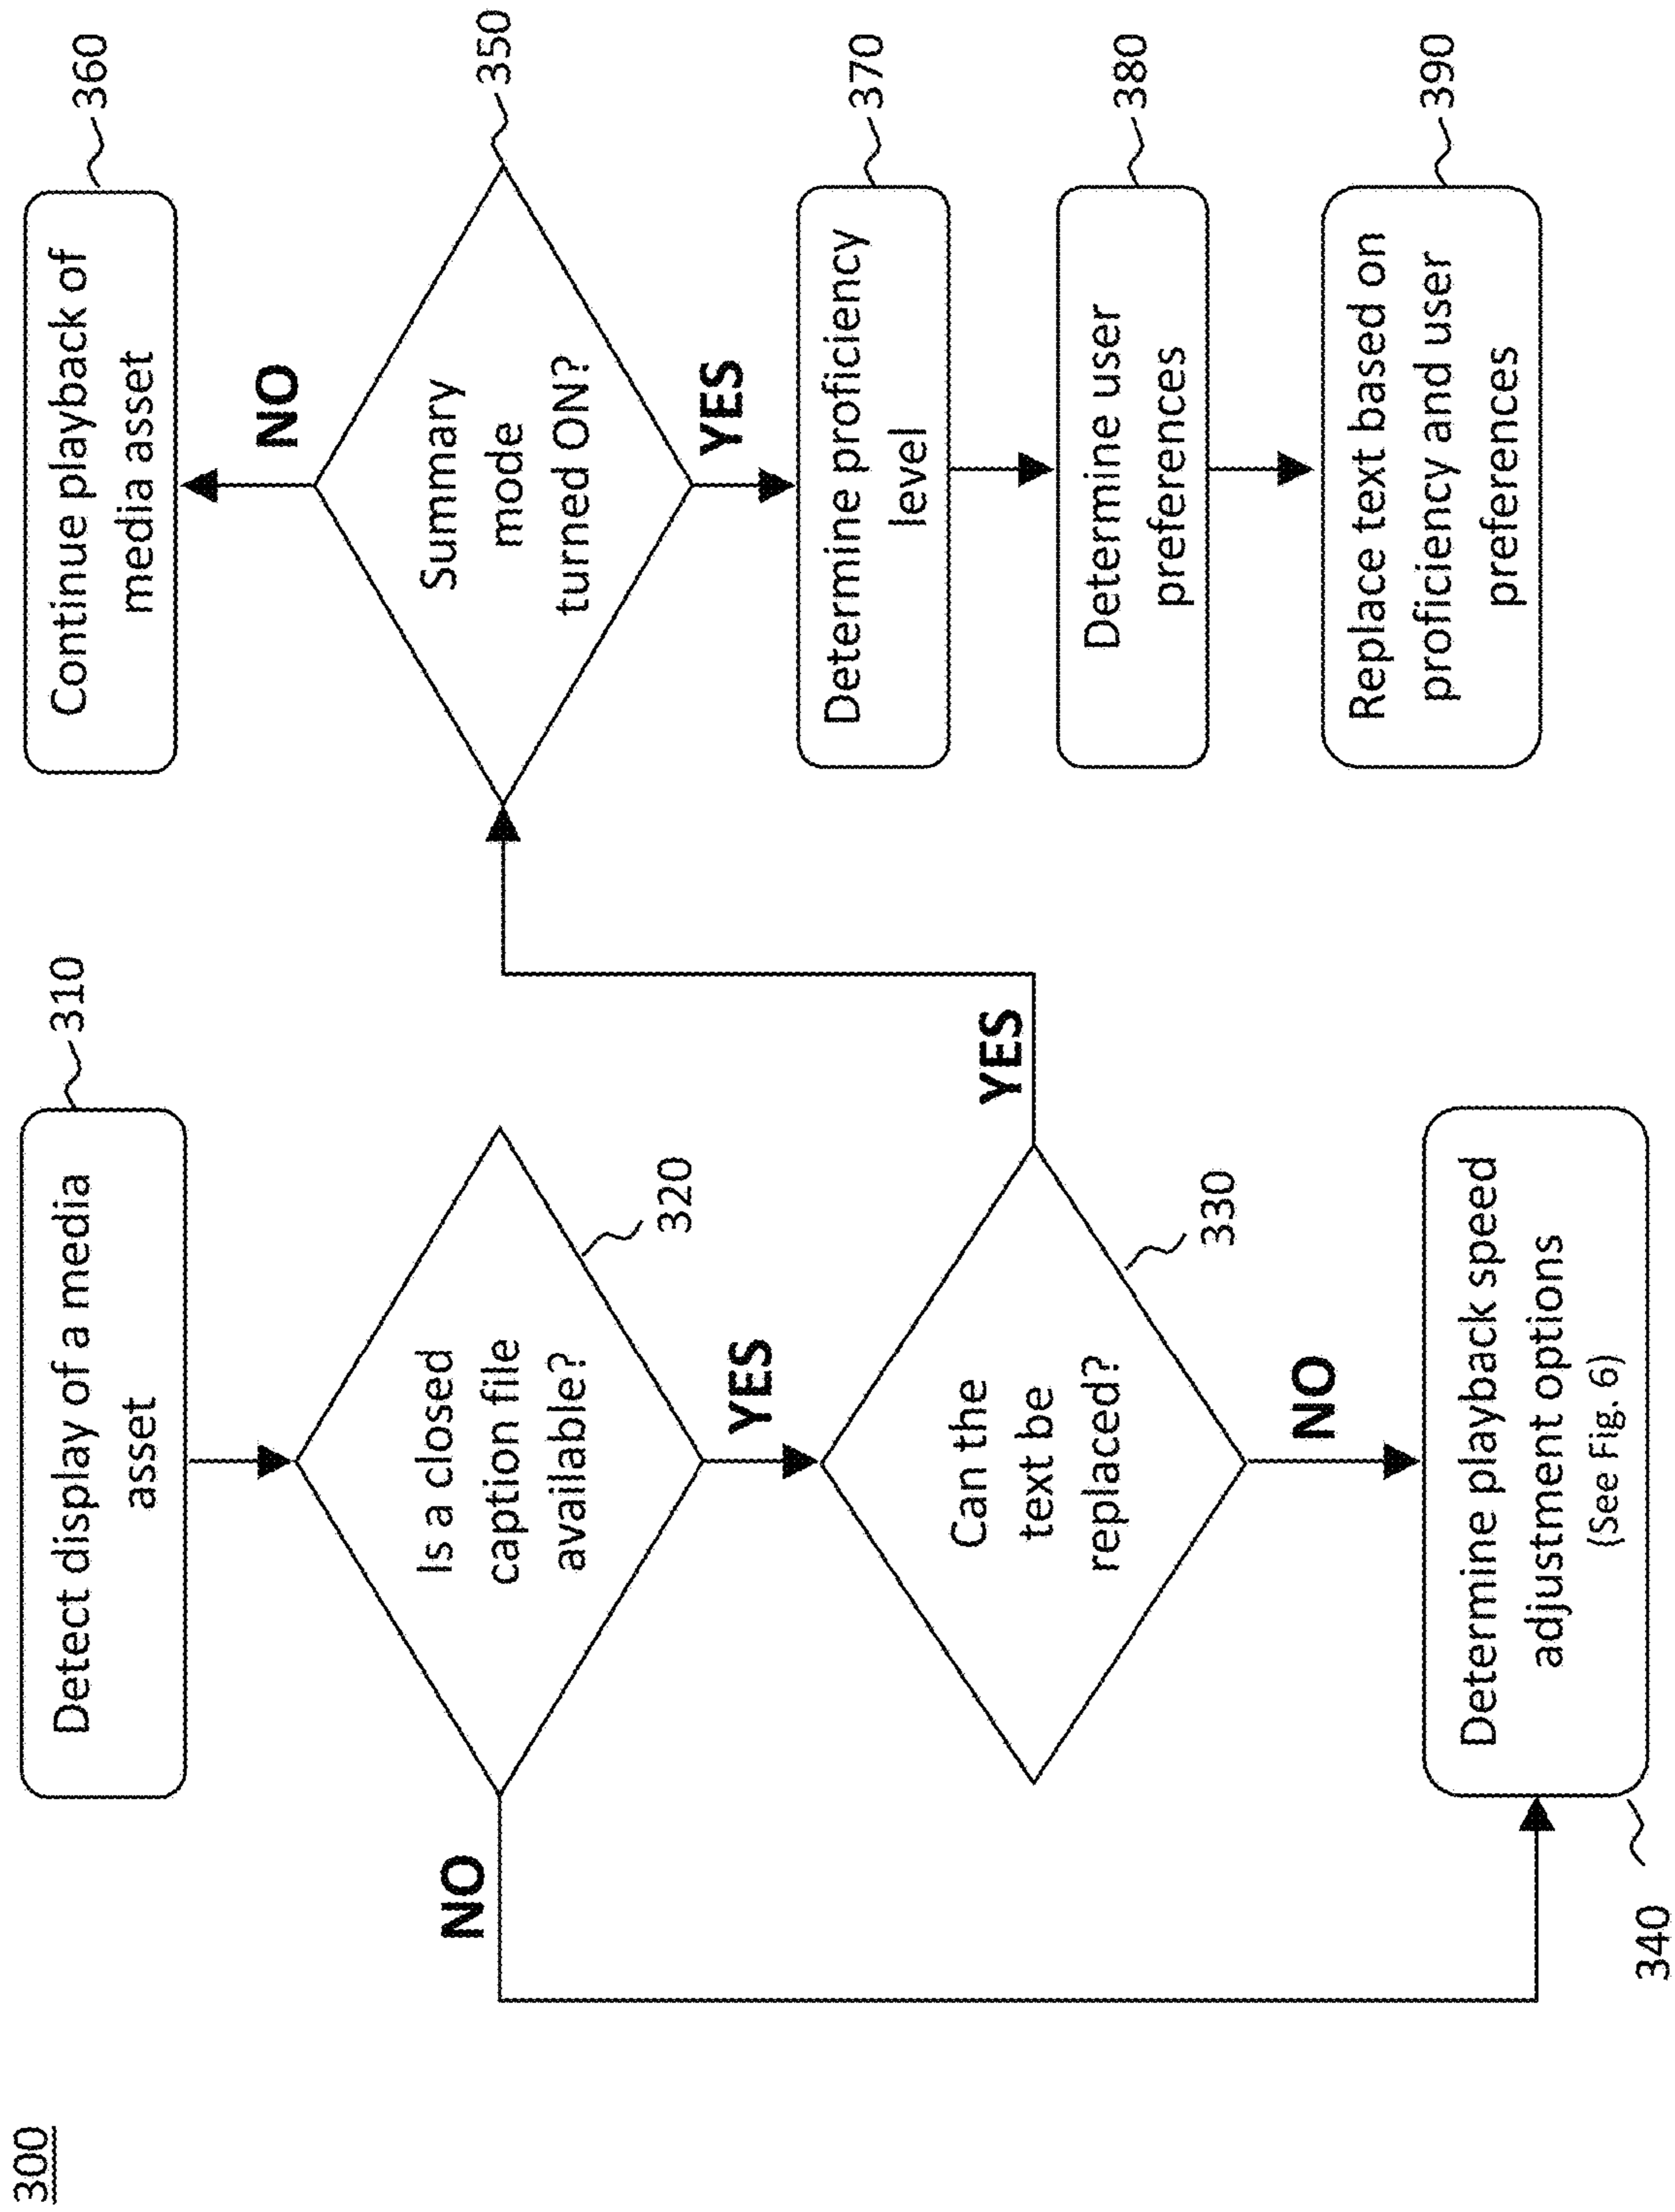 300
Detect display of a media
asset
310
Is a closed
caption file
available?
320
NO
YES
Can the
text be
replaced?
330
YES
NO
Determine playback speed
adjustment options
(See Fig. 6)
340
Continue playback of
media asset
360
NO
Summary
mode
turned ON?
350
YES
Determine proficiency
level
370
Determine user
preferences
380
Replace text based on
proficiency and user
preferences
390